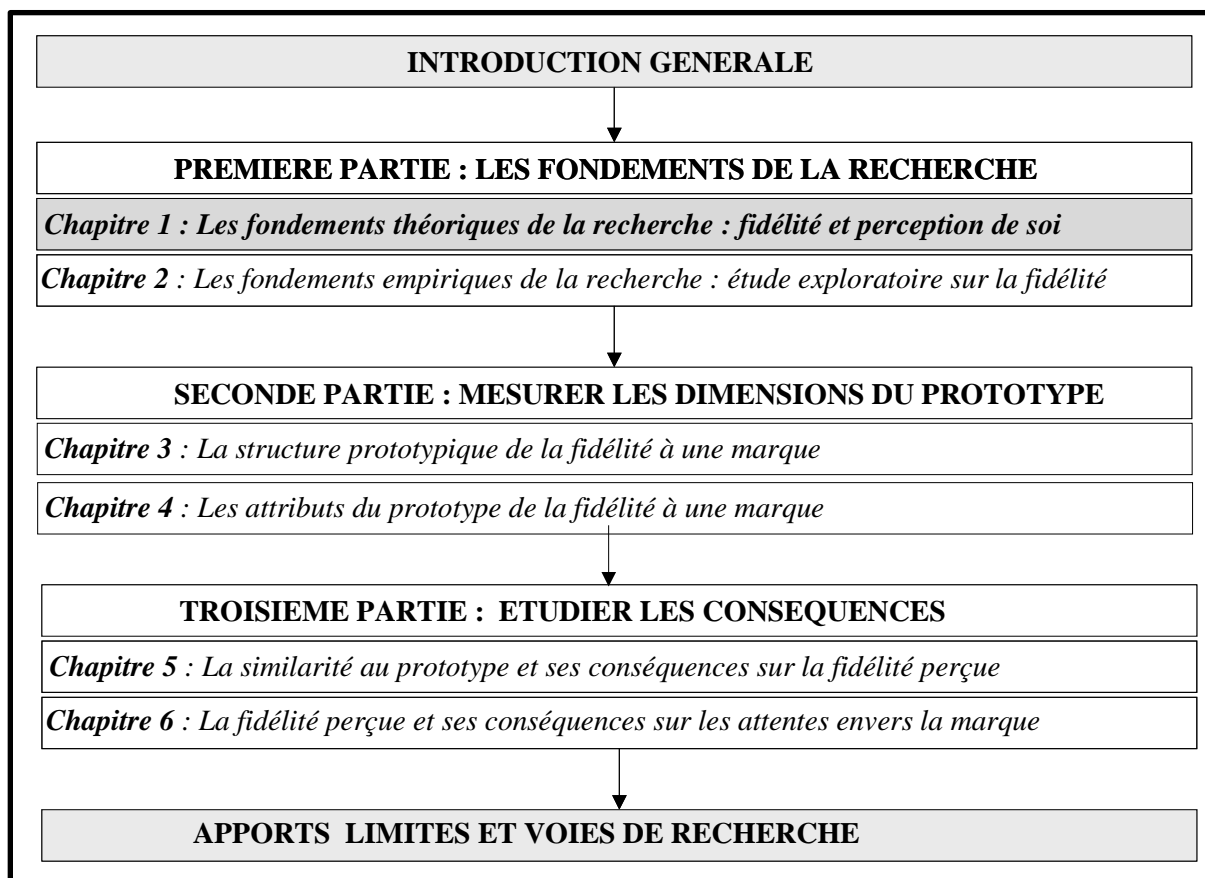 INTRODUCTION GENERALE
PREMIERE PARTIE : LES FONDEMENTS DE LA RECHERCHE
Chapitre 1 : Les fondements théoriques de la recherche : fidélité et perception de soi
Chapitre 2 : Les fondements empiriques de la recherche : étude exploratoire sur la fidélité
SECONDE PARTIE : MESURER LES DIMENSIONS DU PROTOTYPE
Chapitre 3 : La structure prototypique de la fidélité à une marque
Chapitre 4 : Les attributs du prototype de la fidélité à une marque
TROISIEME PARTIE : ETUDIER LES CONSEQUENCES
Chapitre 5 : La similarité au prototype et ses conséquences sur la fidélité perçue
Chapitre 6 : La fidélité perçue et ses conséquences sur les attentes envers la marque
APPORTS LIMITES ET VOIES DE RECHERCHE